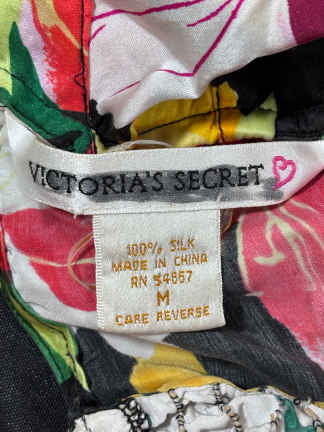 VICTORIA'S SECRET
100% SILK
MADE IN CHINA
RN 54867
M
CARE REVERSE